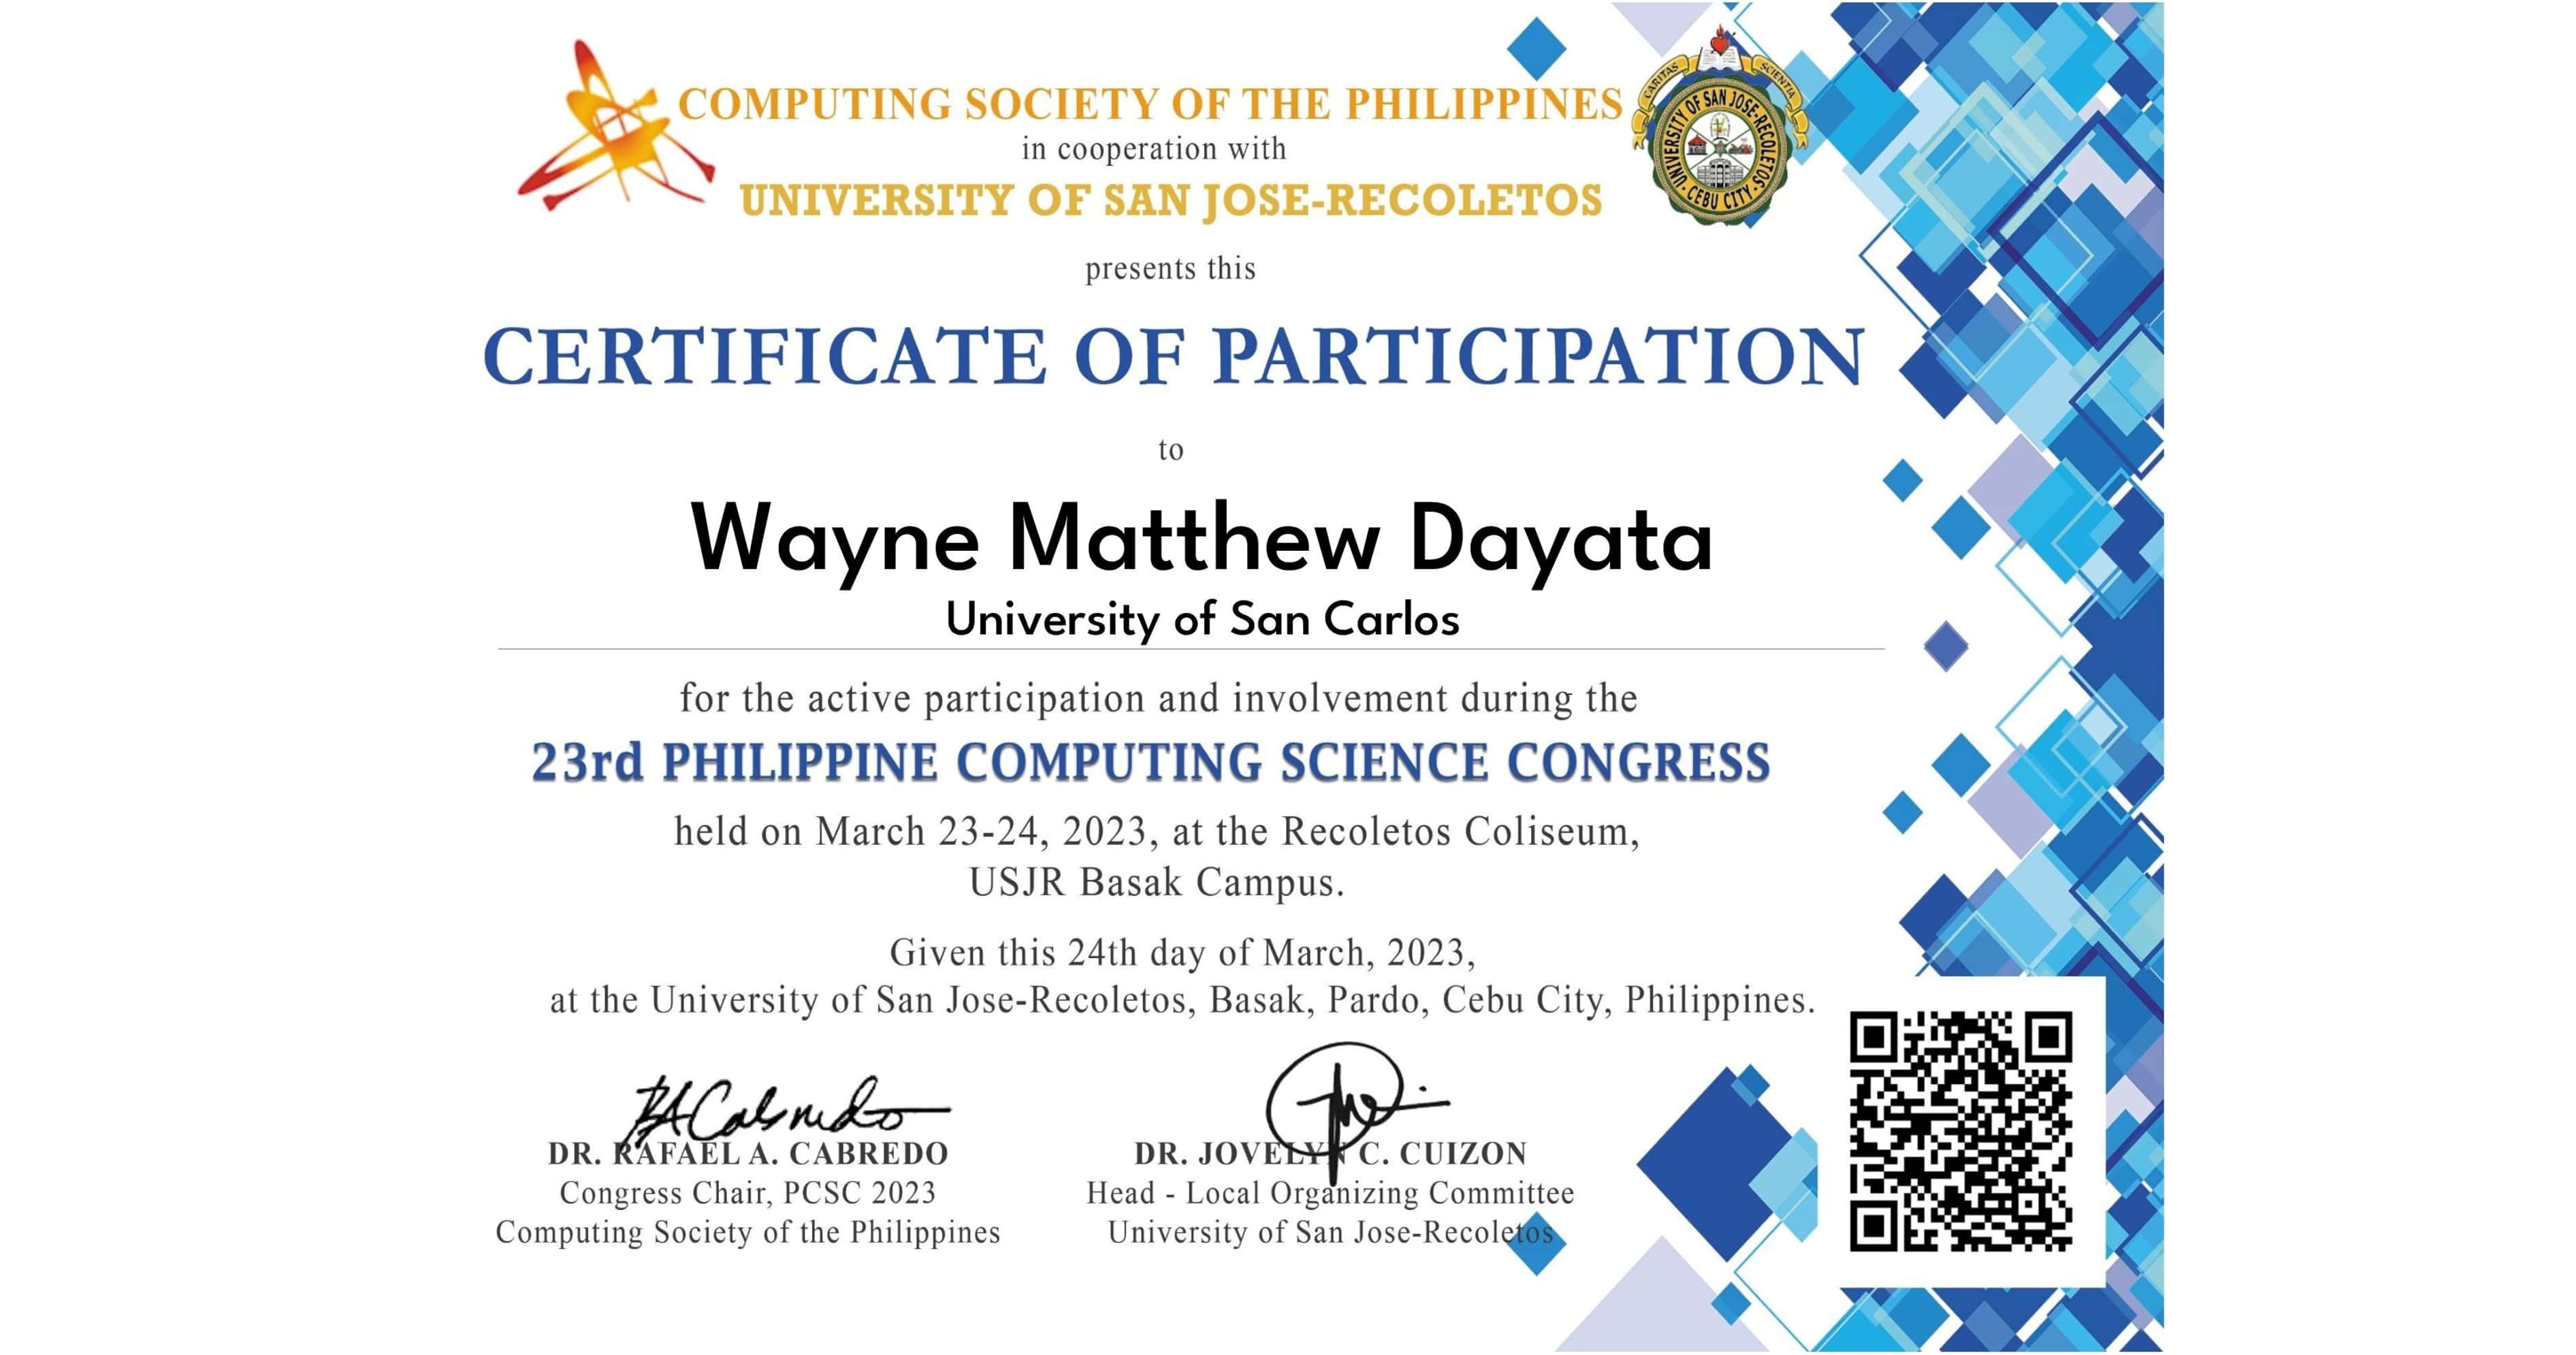 COMPUTING SOCIETY OF THE PHILIPPINES
in cooperation with
UNIVERSITY OF SAN JOSE-RECOLETOS
CARITAS SCIENTIA
UNIVERSITY OF SAN JOSE-RECOLETOS
CEBU CITY
presents this
CERTIFICATE OF PARTICIPATION
to
Wayne Matthew Dayata
University of San Carlos
for the active participation and involvement during the
23rd PHILIPPINE COMPUTING SCIENCE CONGRESS
held on March 23-24, 2023, at the Recoletos Coliseum,
USJR Basak Campus.
Given this 24th day of March, 2023,
at the University of San Jose-Recoletos, Basak, Pardo, Cebu City, Philippines.
RACabredo
DR. RAFAEL A. CABREDO
Congress Chair, PCSC 2023
Computing Society of the Philippines
DR. JOVELYN C. CUIZON
Head - Local Organizing Committee
University of San Jose-Recoletos